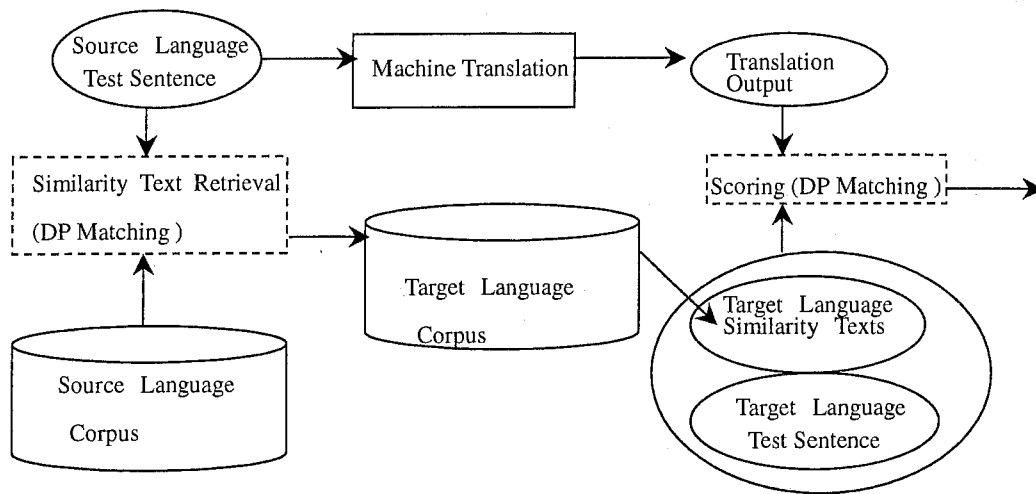 Source Language
Test Sentence
Machine Translation
Translation
Output
Similarity Text Retrieval
(DP Matching )
Scoring (DP Matching )
Target Language
Corpus
Target Language
Similarity Texts
Source Language
Corpus
Target Language
Test Sentence